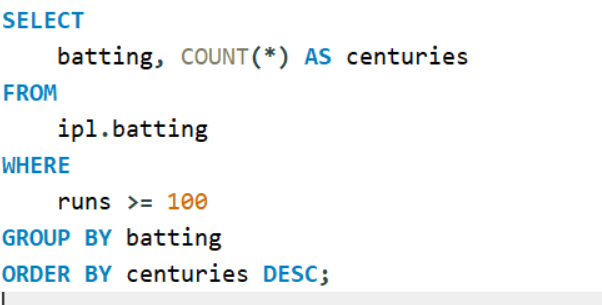 SELECT
batting, COUNT(*) AS centuries
FROM
ipl.batting
WHERE
runs >= 100
GROUP BY batting
ORDER BY centuries DESC;